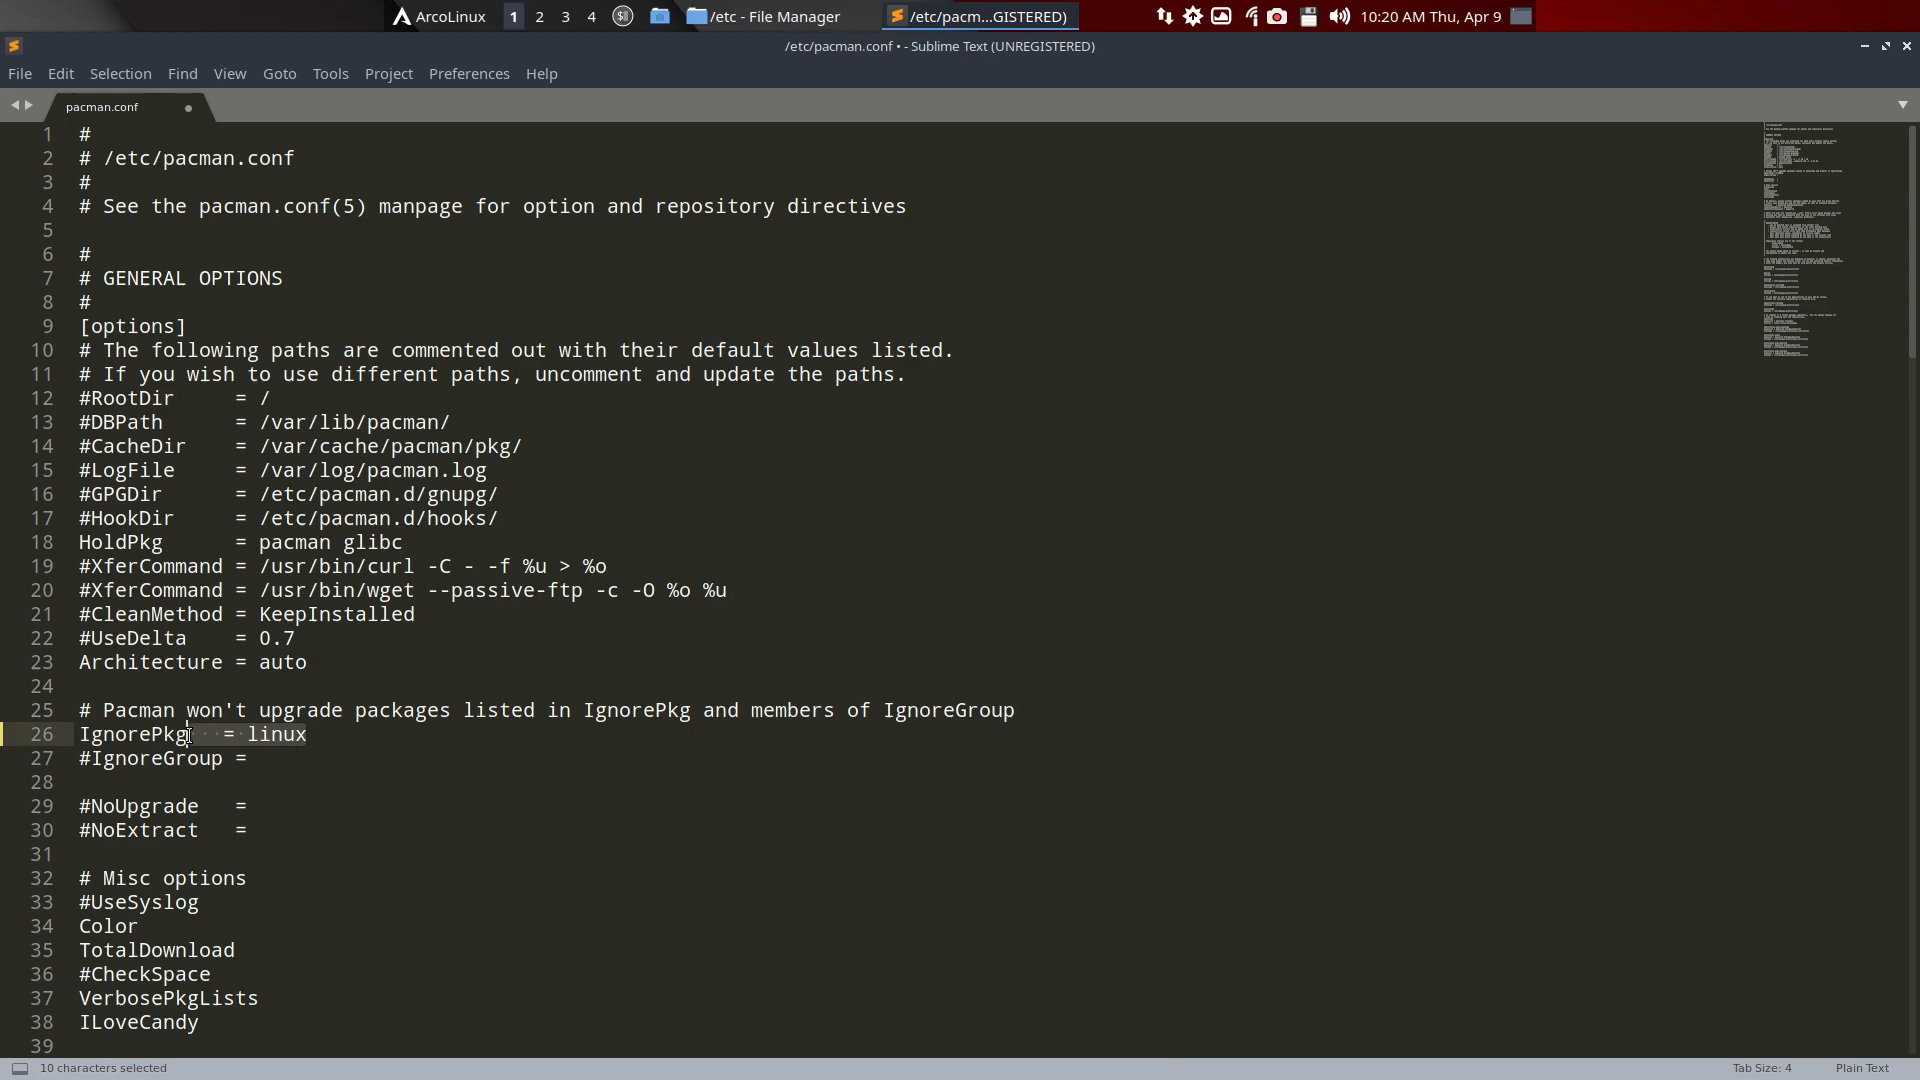 ArcoLinux 1 2 3 4 /etc - File Manager /etc/pacm...GISTERED) 10:20 AM Thu, Apr 9
/etc/pacman.conf • - Sublime Text (UNREGISTERED)
File Edit Selection Find View Goto Tools Project Preferences Help
pacman.conf
1 #
2 # /etc/pacman.conf
3 #
4 # See the pacman.conf(5) manpage for option and repository directives
5
6 #
7 # GENERAL OPTIONS
8 #
9 [options]
10 # The following paths are commented out with their default values listed.
11 # If you wish to use different paths, uncomment and update the paths.
12 #RootDir     = /
13 #DBPath      = /var/lib/pacman/
14 #CacheDir    = /var/cache/pacman/pkg/
15 #LogFile     = /var/log/pacman.log
16 #GPGDir      = /etc/pacman.d/gnupg/
17 #HookDir     = /etc/pacman.d/hooks/
18 HoldPkg      = pacman glibc
19 #XferCommand = /usr/bin/curl -C - -f %u > %o
20 #XferCommand = /usr/bin/wget --passive-ftp -c -O %o %u
21 #CleanMethod = KeepInstalled
22 #UseDelta    = 0.7
23 Architecture = auto
24
25 # Pacman won't upgrade packages listed in IgnorePkg and members of IgnoreGroup
26 IgnorePkg   = linux
27 #IgnoreGroup =
28
29 #NoUpgrade   =
30 #NoExtract   =
31
32 # Misc options
33 #UseSyslog
34 Color
35 TotalDownload
36 #CheckSpace
37 VerbosePkgLists
38 ILoveCandy
39
10 characters selected Tab Size: 4 Plain Text